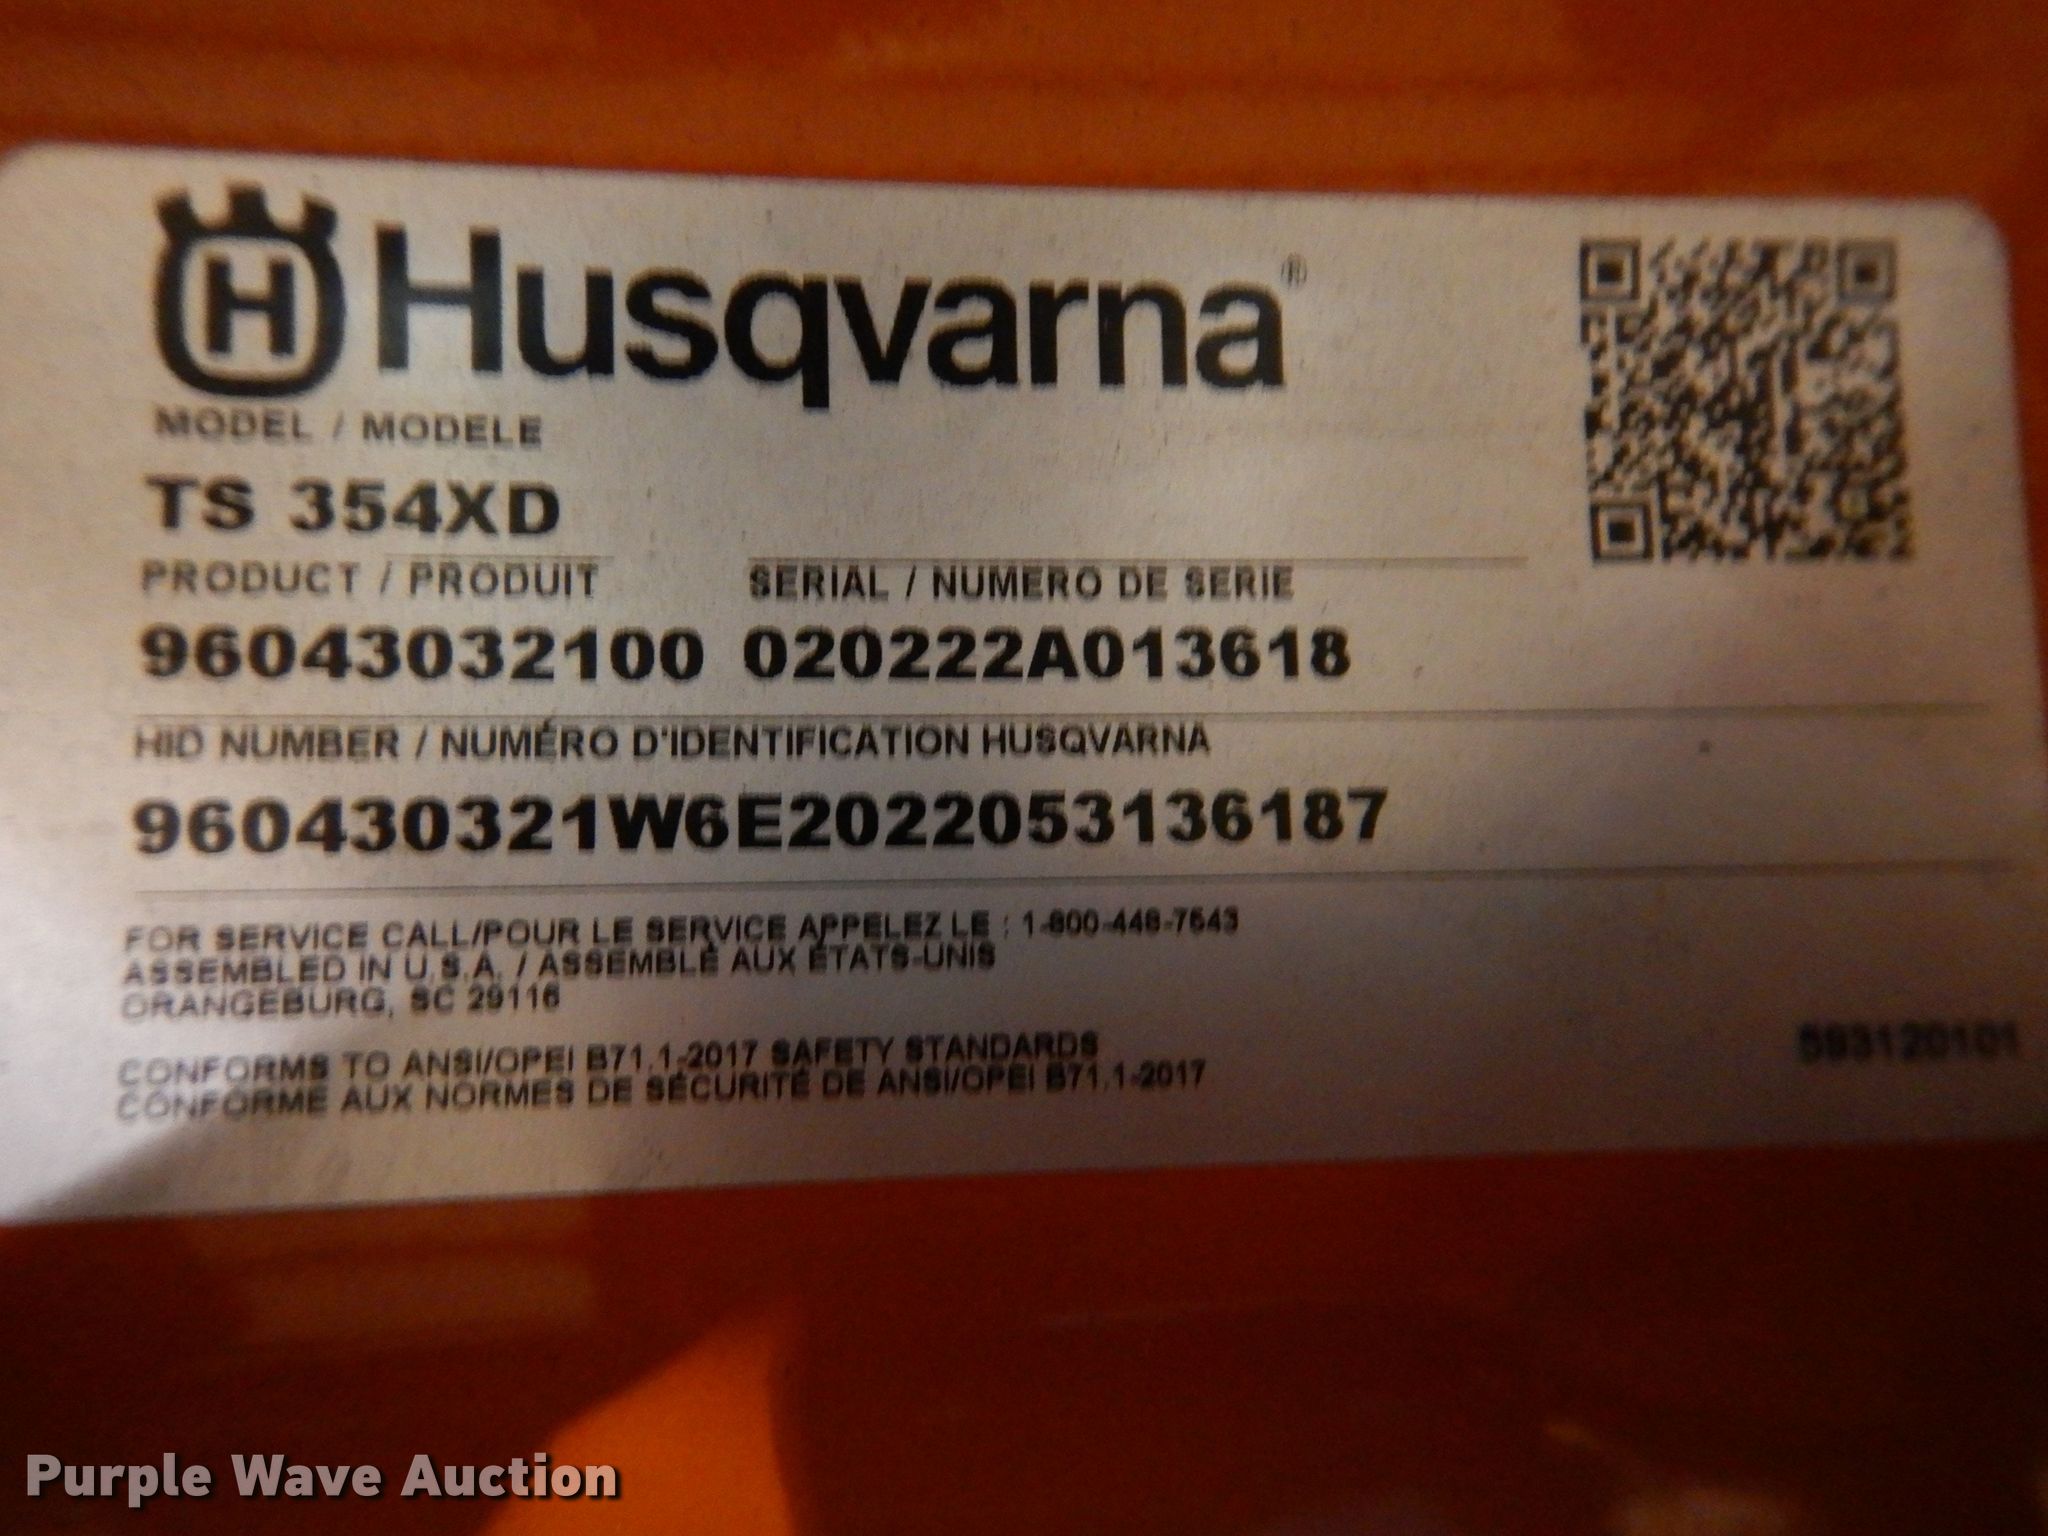 H Husqvarna®
MODEL / MODELE
TS 354XD
PRODUCT / PRODUIT SERIAL / NUMERO DE SERIE
96043032100 020222A013618
HID NUMBER / NUMÉRO D'IDENTIFICATION HUSQVARNA
960430321W6E2022053136187
FOR SERVICE CALL/POUR LE SERVICE APPELEZ LE : 1-800-448-7543
ASSEMBLED IN U.S.A. / ASSEMBLÉ AUX ÉTATS-UNIS
ORANGEBURG, SC 29116
CONFORMS TO ANSI/OPEI B71.1-2017 SAFETY STANDARDS
CONFORME AUX NORMES DE SÉCURITÉ DE ANSI/OPEI B71.1-2017
593120101
Purple Wave Auction